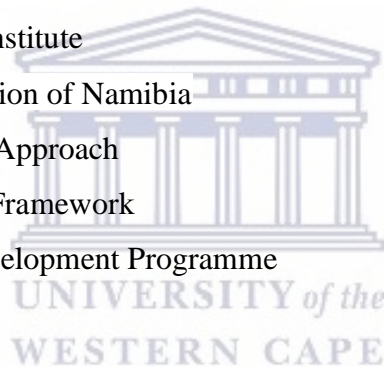 nstitute
ion of Namibia
Approach
Framework
elopment Programme
UNIVERSITY of the
WESTERN CAPE